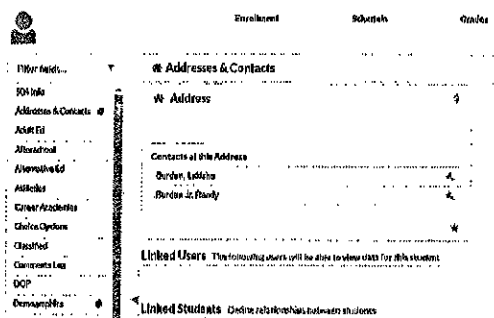 Enrollment Schedule Grades
Filter fields...
504 Info
Addresses & Contacts
Adult Ed
Afterschool
Alternative Ed
Athletics
Career Academies
Choice Options
Classified
Comments Log
DOP
Demographics
Addresses & Contacts
Address
Contacts at this Address
Burden,
Burden Jr, Randy
Linked Users The following users will be able to view data for this student
Linked Students Define relationships between students